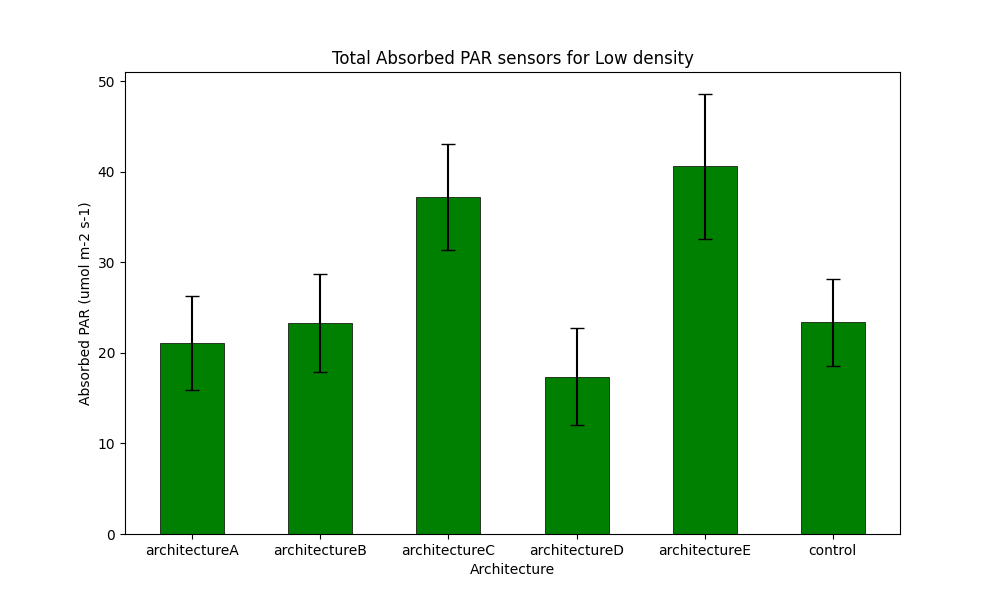 Total Absorbed PAR sensors for Low density
Absorbed PAR (umol m-2 s-1)
50
40
30
20
10
0
architectureA architectureB architectureC architectureD architectureE control
Architecture